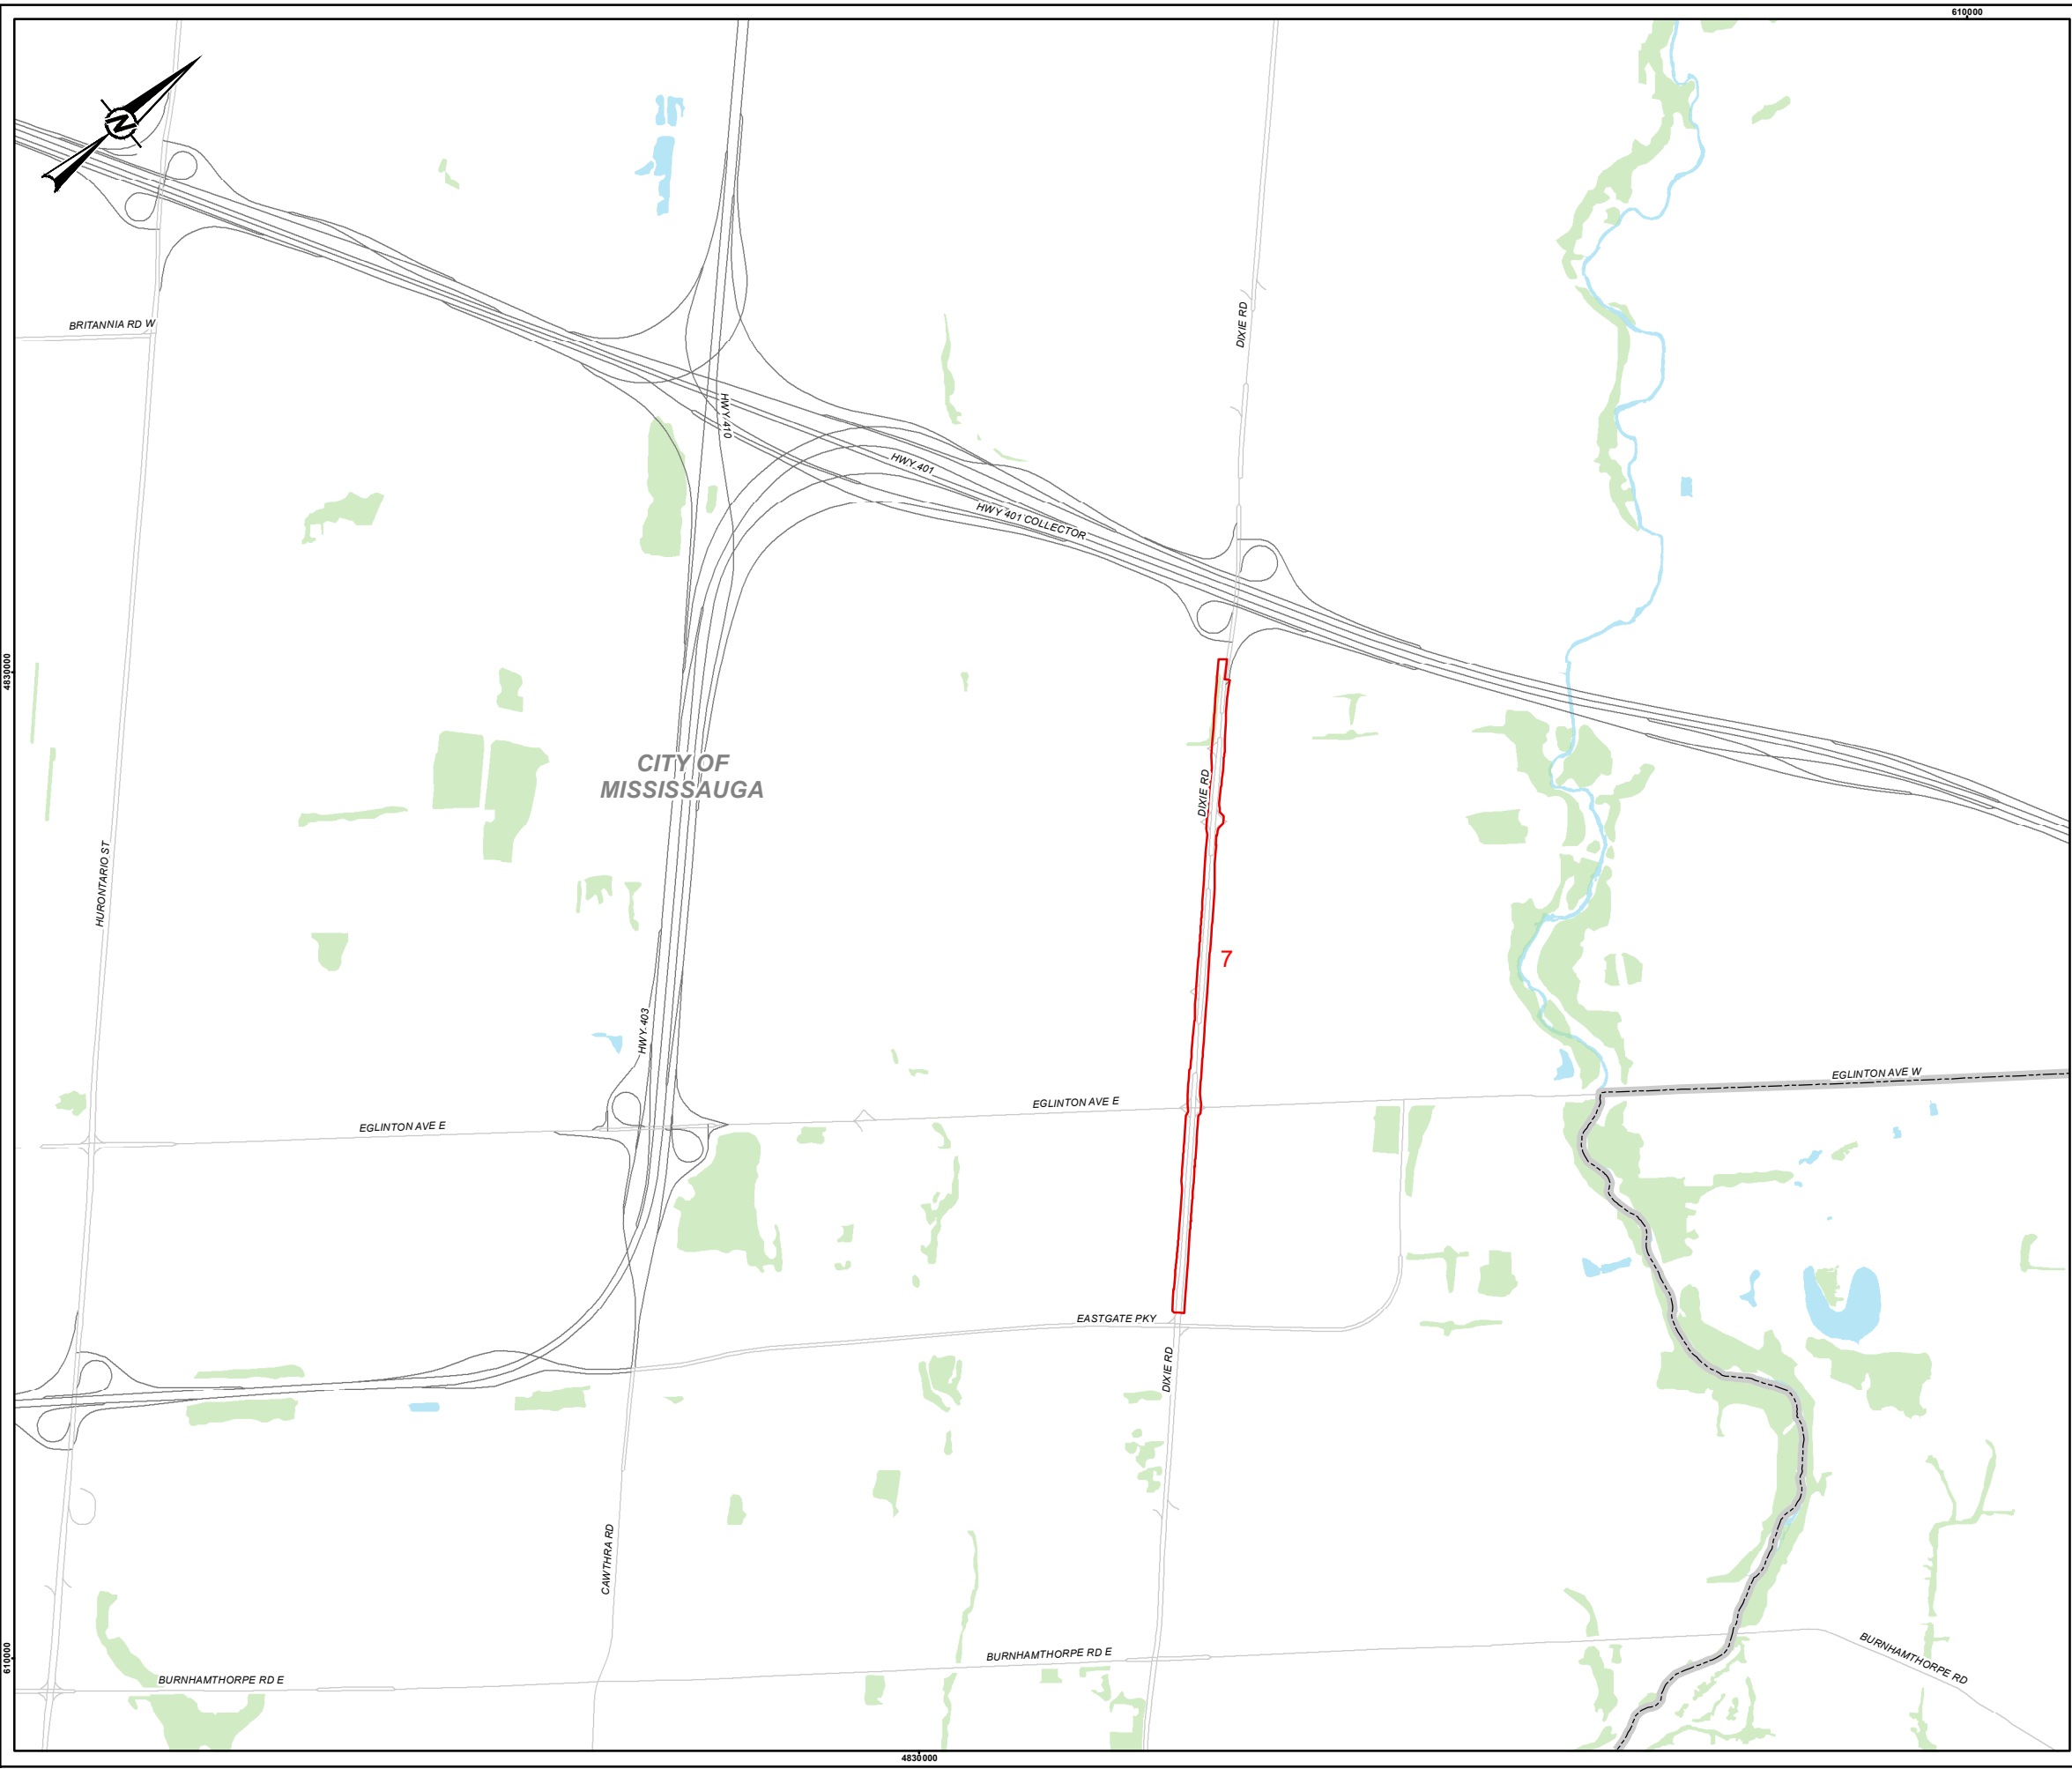 610000
N
BRITANNIA RD W
DIXIE RD
HWY 410
HWY 401
HWY 401 COLLECTOR
4830000
CITY OF
MISSISSAUGA
DIXIE RD
HURONTARIO ST
7
HWY 403
EGLINTON AVE W
EGLINTON AVE E
EGLINTON AVE E
EASTGATE PKY
DIXIE RD
CAWTHRA RD
610000
BURNHAMTHORPE RD E
BURNHAMTHORPE RD E
BURNHAMTHORPE RD
4830000